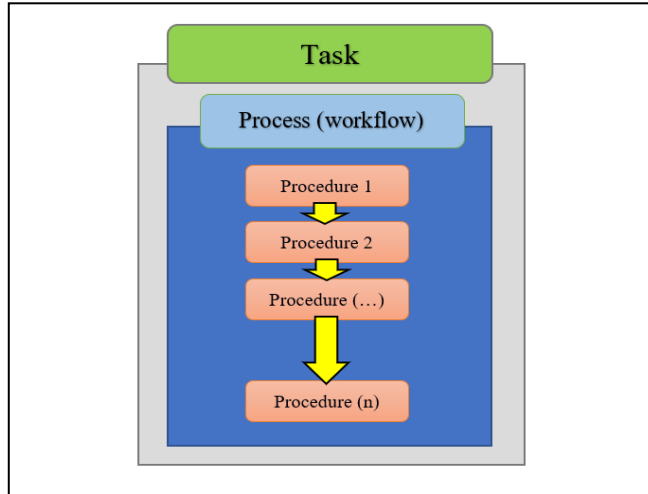 Task
Process (workflow)
Procedure 1
Procedure 2
Procedure (…)
Procedure (n)